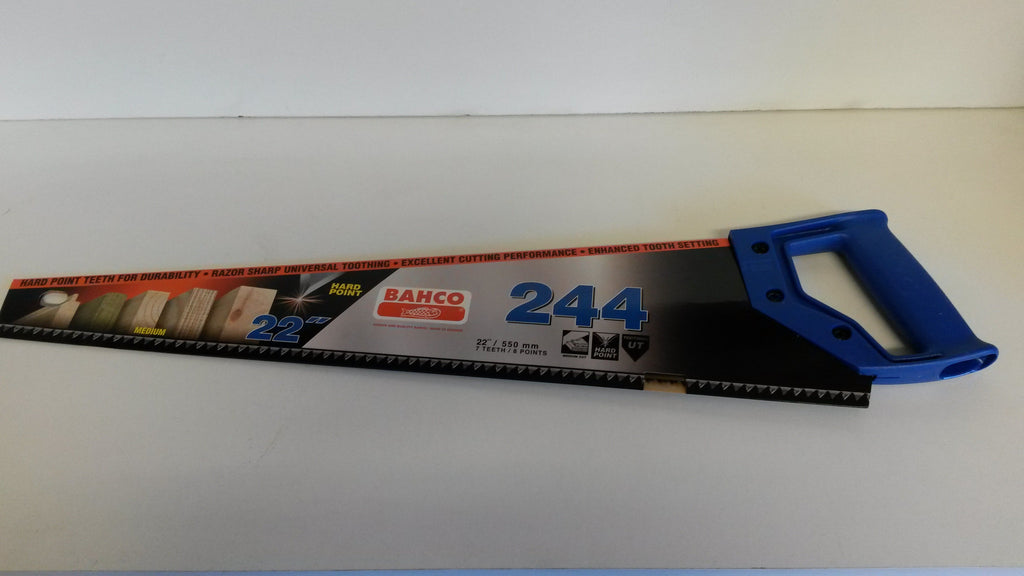 HARD POINT TEETH FOR DURABILITY • RAZOR SHARP UNIVERSAL TOOTHING • EXCELLENT CUTTING PERFORMANCE • ENHANCED TOOTH SETTING
MEDIUM
22"
HARD
POINT
BAHCO
244
22" / 550 mm
7 TEETH / 8 POINTS
HARD
POINT
UT